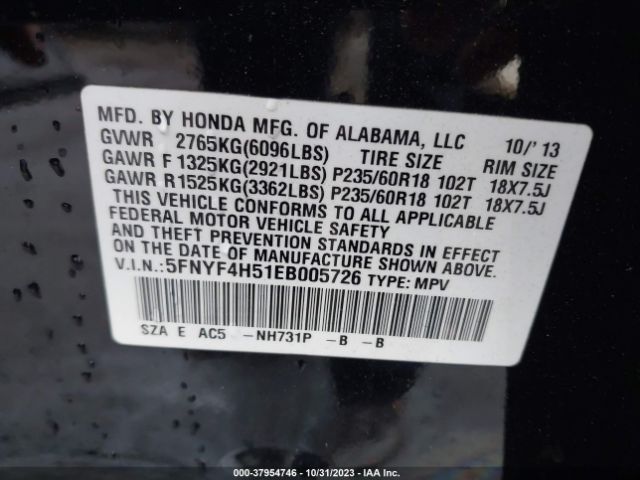 MFD. BY HONDA MFG. OF ALABAMA, LLC 10/'13
GVWR 2765KG(6096LBS) TIRE SIZE RIM SIZE
GAWR F 1325KG(2921LBS) P235/60R18 102T 18X7.5J
GAWR R1525KG(3362LBS) P235/60R18 102T 18X7.5J
THIS VEHICLE CONFORMS TO ALL APPLICABLE
FEDERAL MOTOR VEHICLE SAFETY
AND THEFT PREVENTION STANDARDS IN EFFECT
ON THE DATE OF MANUFACTURE SHOWN ABOVE.
V.I.N.:5FNYF4H51EB005726 TYPE: MPV
SZA E AC5 -NH731P -B -B
000-37954746 - 10/31/2023 - IAA Inc.